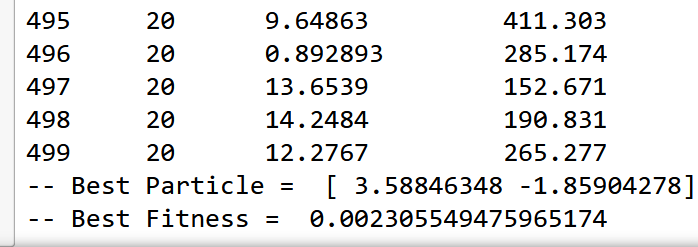 495 20 9.64863 411.303
496 20 0.892893 285.174
497 20 13.6539 152.671
498 20 14.2484 190.831
499 20 12.2767 265.277
-- Best Particle =  [ 3.58846348 -1.85904278]
-- Best Fitness =  0.002305549475965174